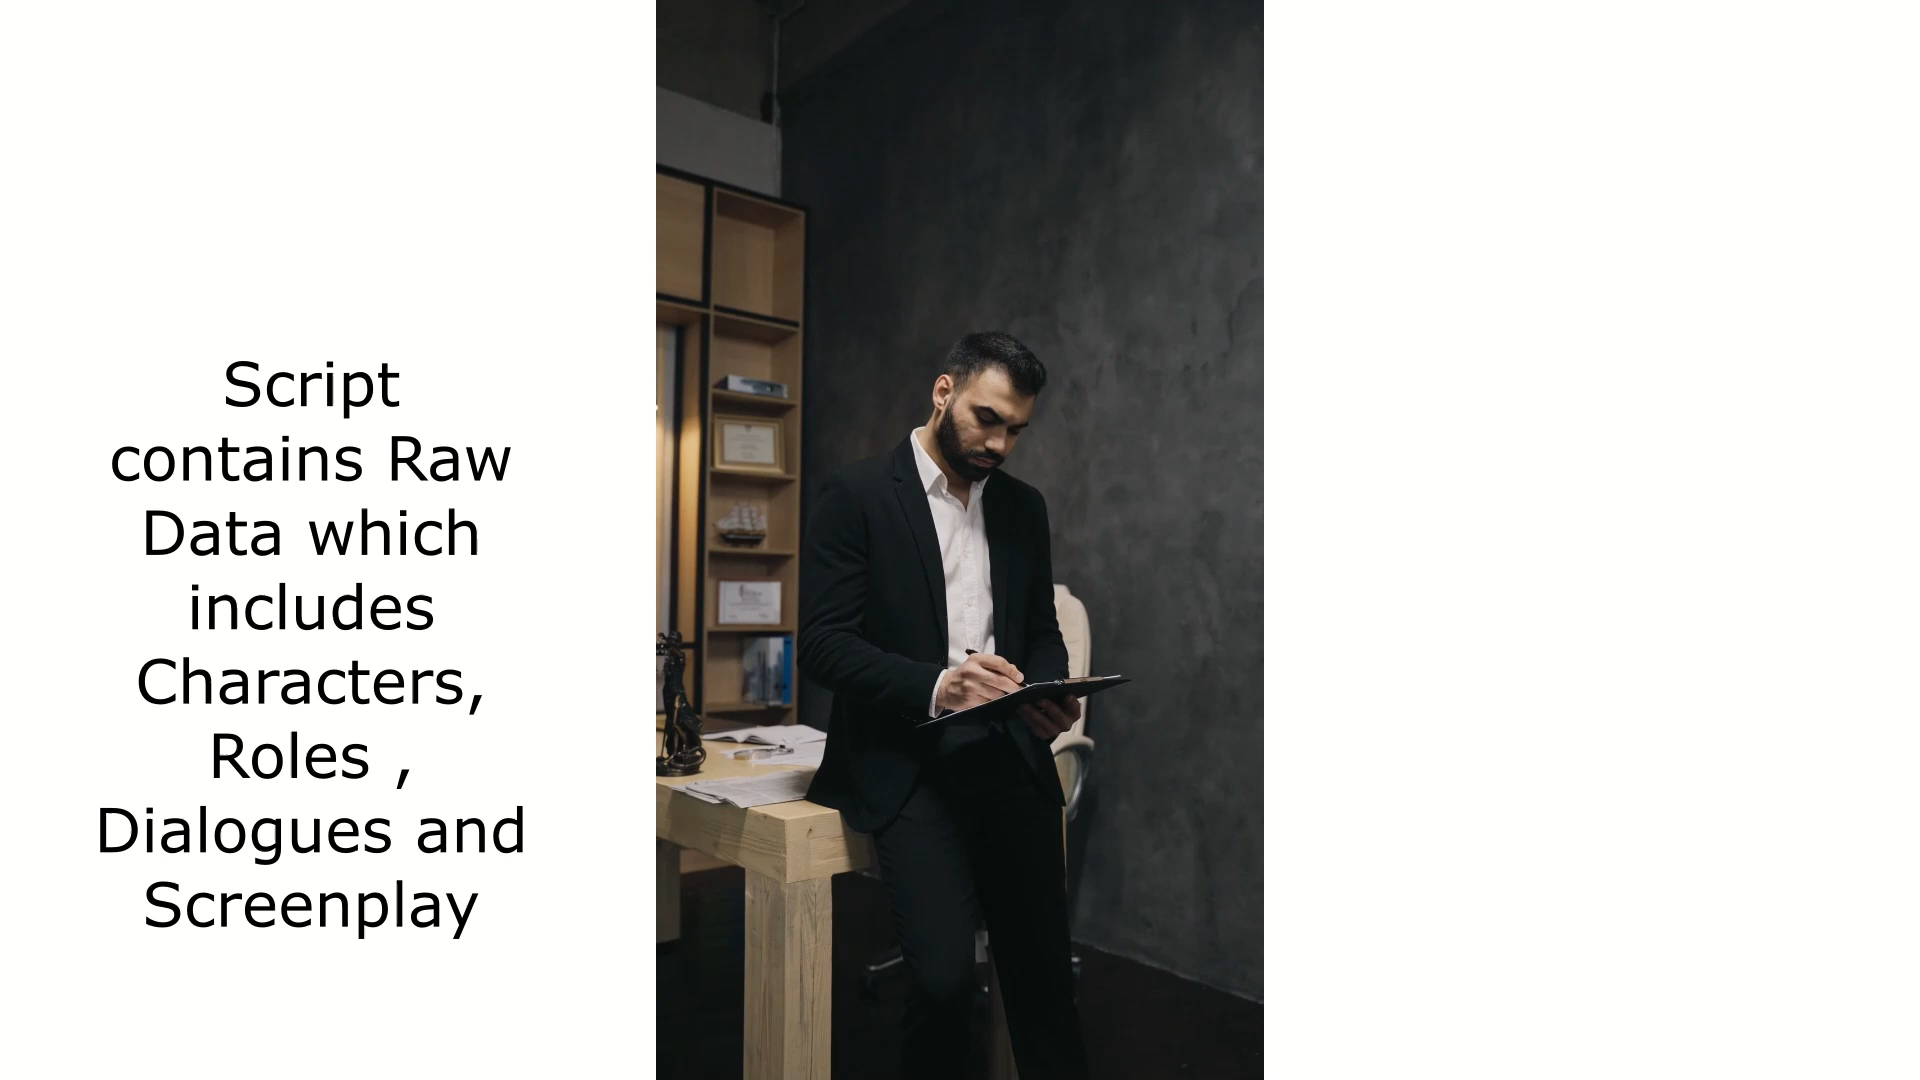 Script
contains Raw
Data which
includes
Characters,
Roles ,
Dialogues and
Screenplay